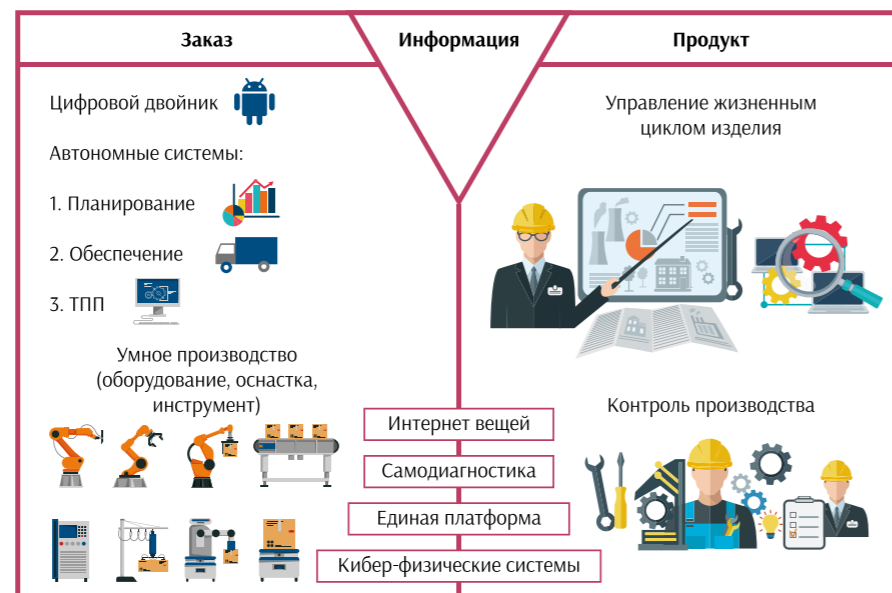 Заказ
Информация
Продукт
Цифровой двойник
Автономные системы:
1. Планирование
2. Обеспечение
3. ТПП
Умное производство
(оборудование, оснастка,
инструмент)
Управление жизненным
циклом изделия
Контроль производства
Интернет вещей
Самодиагностика
Единая платформа
Кибер-физические системы